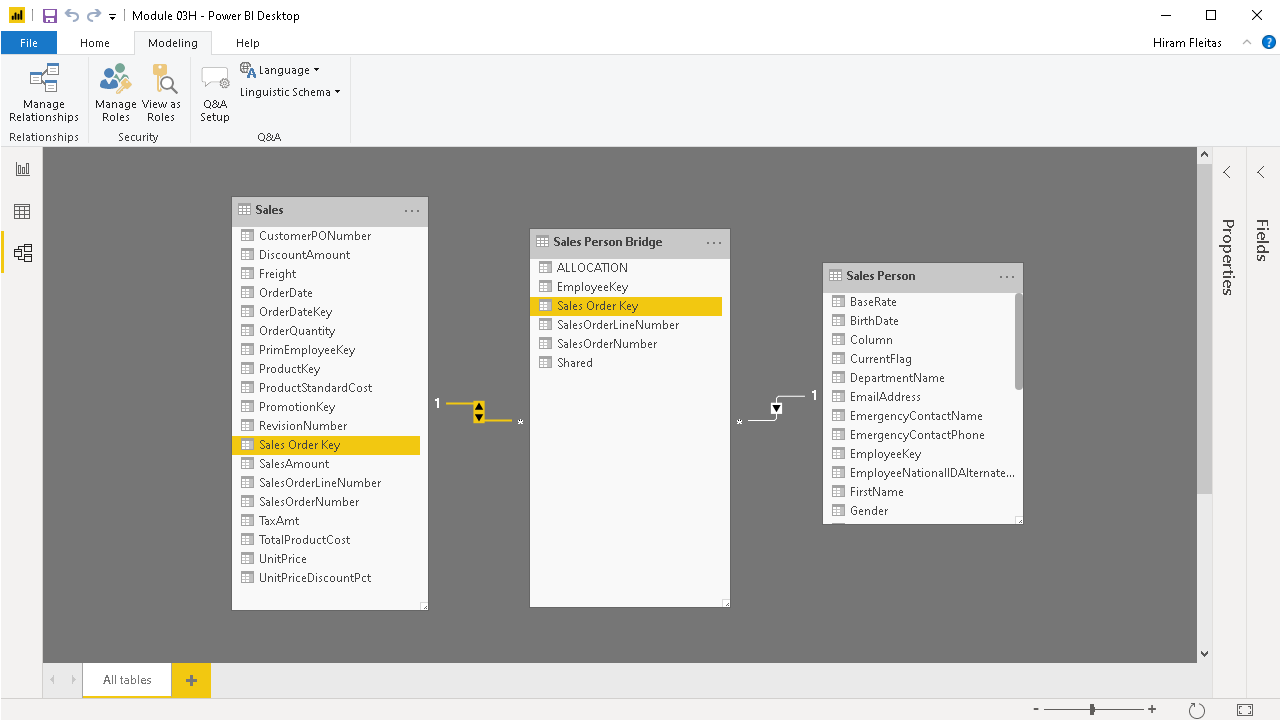 Module 03H - Power BI Desktop
File
Home
Modeling
Help
Hiram Fleitas
?
Manage
Relationships
Manage
Roles
View as
Roles
Q&A
Setup
Language
Linguistic Schema
Relationships
Security
Q&A
Sales
...
CustomerPONumber
DiscountAmount
Freight
OrderDate
OrderDateKey
OrderQuantity
PrimEmployeeKey
ProductKey
ProductStandardCost
PromotionKey
RevisionNumber
Sales Order Key
SalesAmount
SalesOrderLineNumber
SalesOrderNumber
TaxAmt
TotalProductCost
UnitPrice
UnitPriceDiscountPct
1
*
Sales Person Bridge
...
ALLOCATION
EmployeeKey
Sales Order Key
SalesOrderLineNumber
SalesOrderNumber
Shared
*
1
Sales Person
...
BaseRate
BirthDate
Column
CurrentFlag
DepartmentName
EmailAddress
EmergencyContactName
EmergencyContactPhone
EmployeeKey
EmployeeNationalIDAlternate...
FirstName
Gender
Properties
Fields
All tables
+
- +